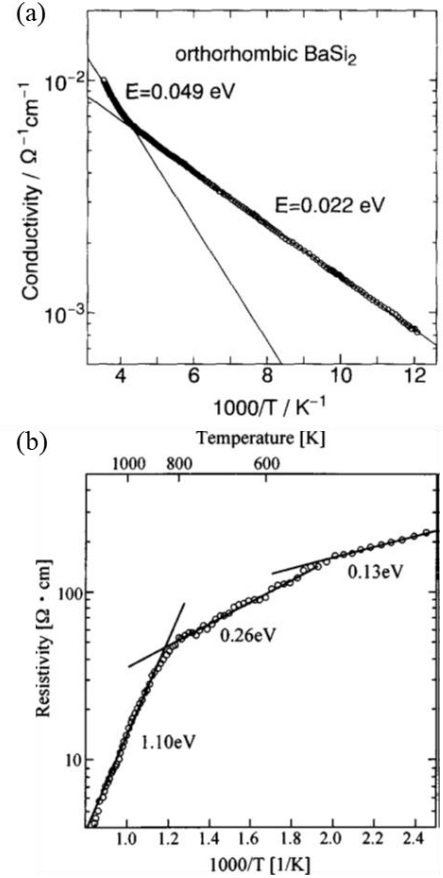 (a)
orthorhombic BaSi₂
10⁻²
E=0.049 eV
E=0.022 eV
10⁻³
Conductivity / Ω⁻¹cm⁻¹
4 6 8 10 12
1000/T / K⁻¹
(b)
Temperature [K]
1000 800 600
100
0.13eV
0.26eV
1.10eV
10
Resistivity [Ω・cm]
1.0 1.2 1.4 1.6 1.8 2.0 2.2 2.4
1000/T [1/K]